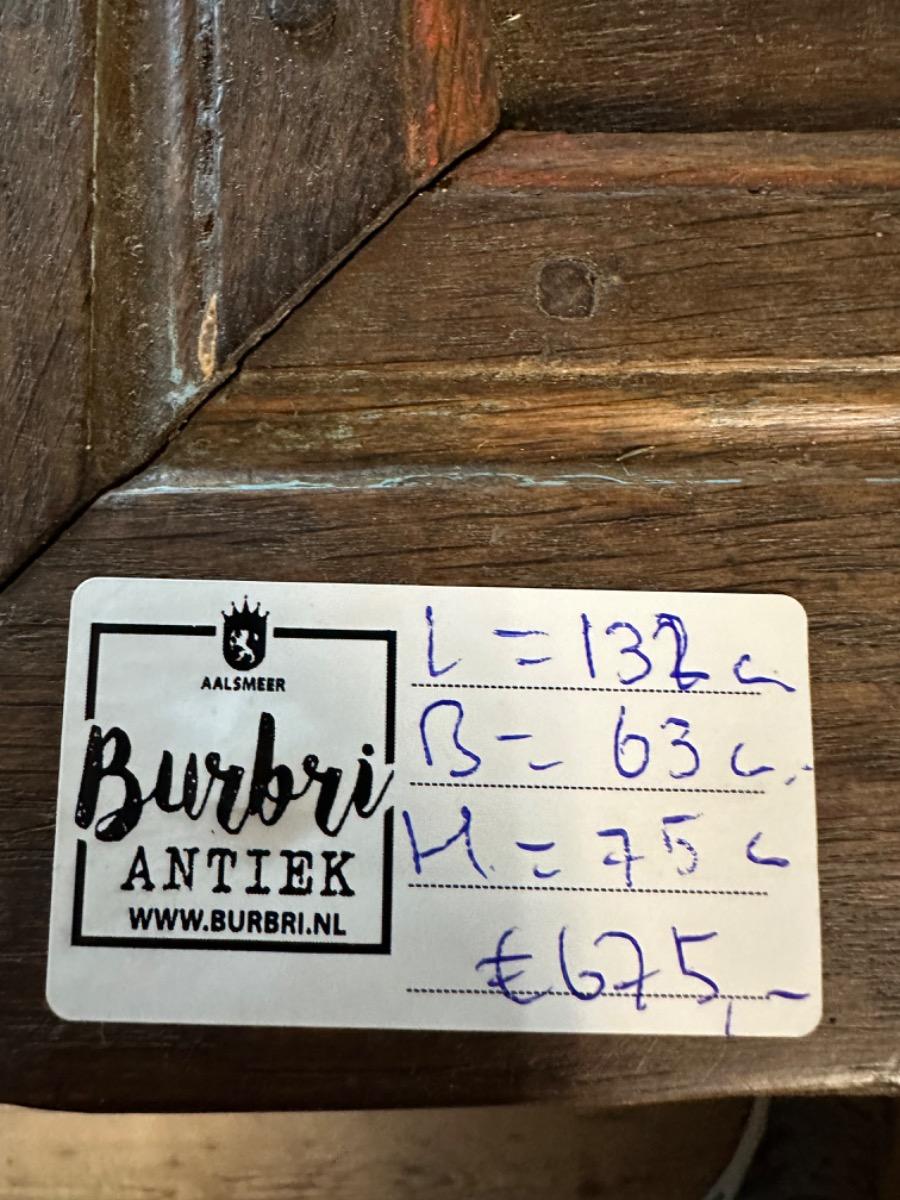 AALSMEER
Burbri
ANTIEK
WWW.BURBRI.NL
L = 132 c
B = 63 c.
H = 75 c
€675,-